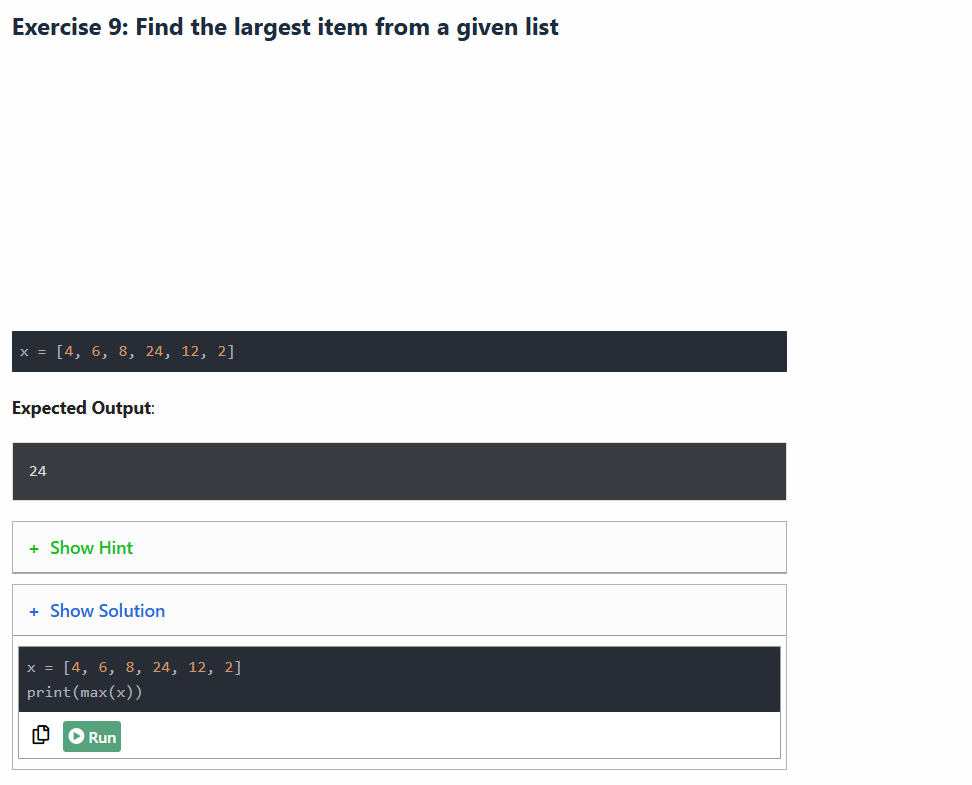 Exercise 9: Find the largest item from a given list
x = [4, 6, 8, 24, 12, 2]
Expected Output:
24
+ Show Hint
+ Show Solution
x = [4, 6, 8, 24, 12, 2]
print(max(x))
Run